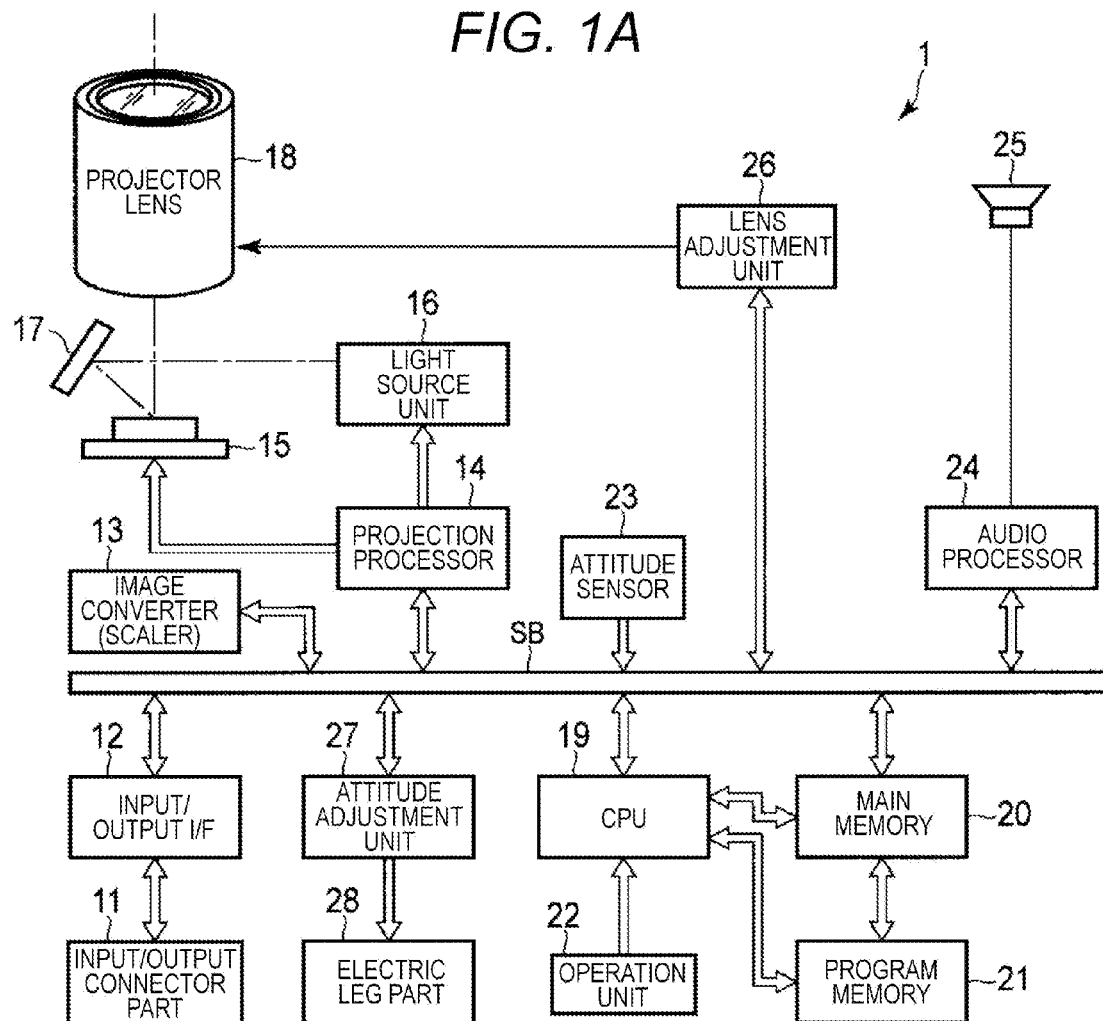 FIG. 1A
1
PROJECTOR
LENS
18
26
LENS
ADJUSTMENT
UNIT
25
17
16
LIGHT
SOURCE
UNIT
15
14
PROJECTION
PROCESSOR
13
IMAGE
CONVERTER
(SCALER)
23
ATTITUDE
SENSOR
24
AUDIO
PROCESSOR
SB
12
INPUT/
OUTPUT I/F
27
ATTITUDE
ADJUSTMENT
UNIT
19
CPU
MAIN
MEMORY
20
11
INPUT/OUTPUT
CONNECTOR
PART
28
ELECTRIC
LEG PART
22
OPERATION
UNIT
PROGRAM
MEMORY
21